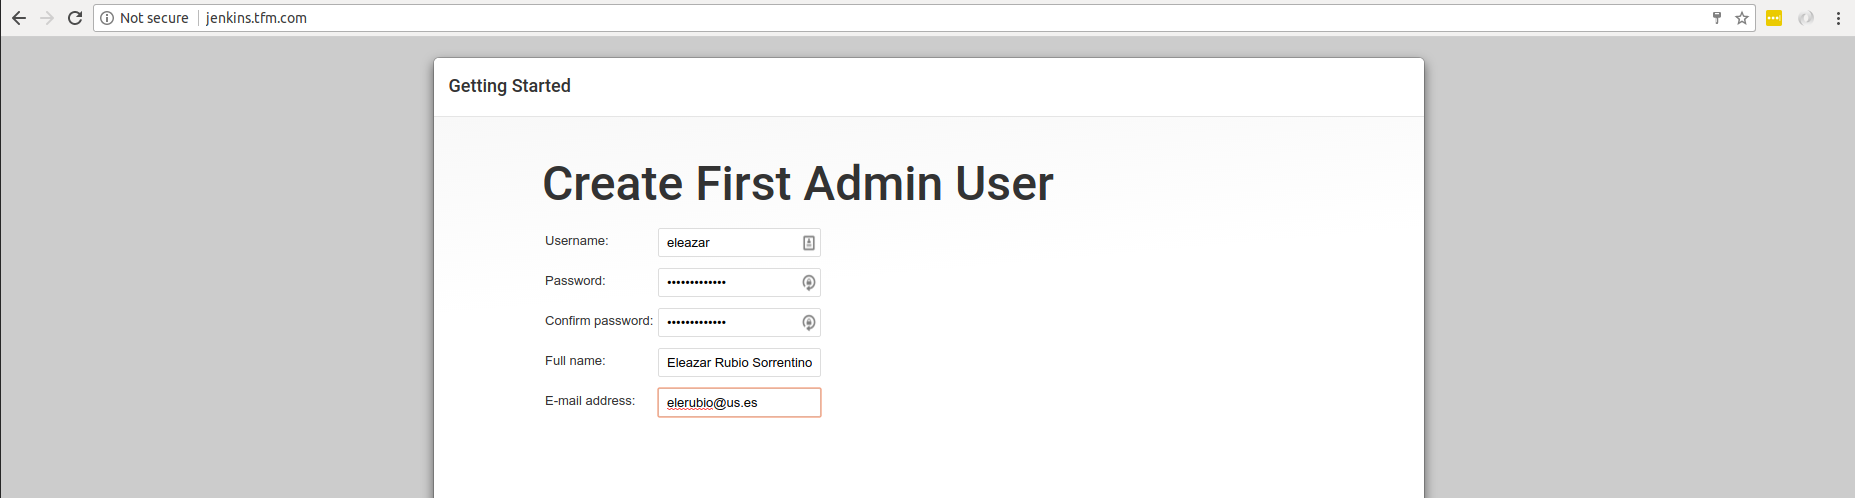 Not secure jenkins.tfm.com
Getting Started
Create First Admin User
Username: eleazar
Password: •••••••••••••
Confirm password: •••••••••••••
Full name: Eleazar Rubio Sorrentino
E-mail address: elerubio@us.es